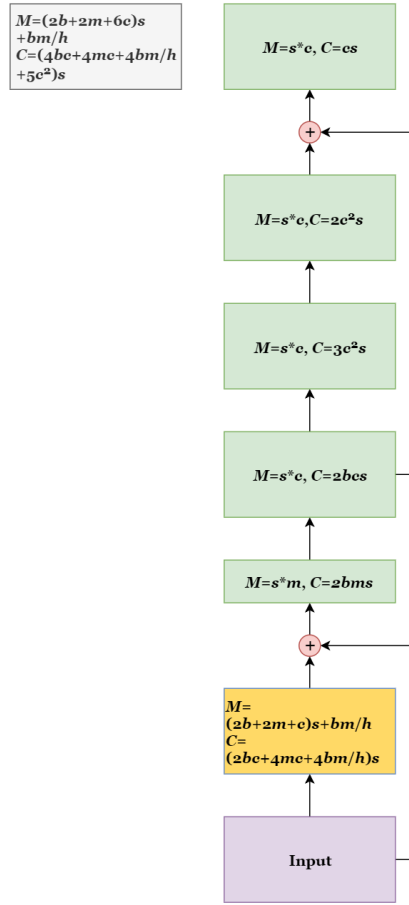 M=(2b+2m+6c)s
+bm/h
C=(4bc+4mc+4bm/h
+5c²)s
M=s*c, C=cs
+
M=s*c,C=2c²s
M=s*c, C=3c²s
M=s*c, C=2bcs
M=s*m, C=2bms
+
M=
(2b+2m+c)s+bm/h
C=
(2bc+4mc+4bm/h)s
Input